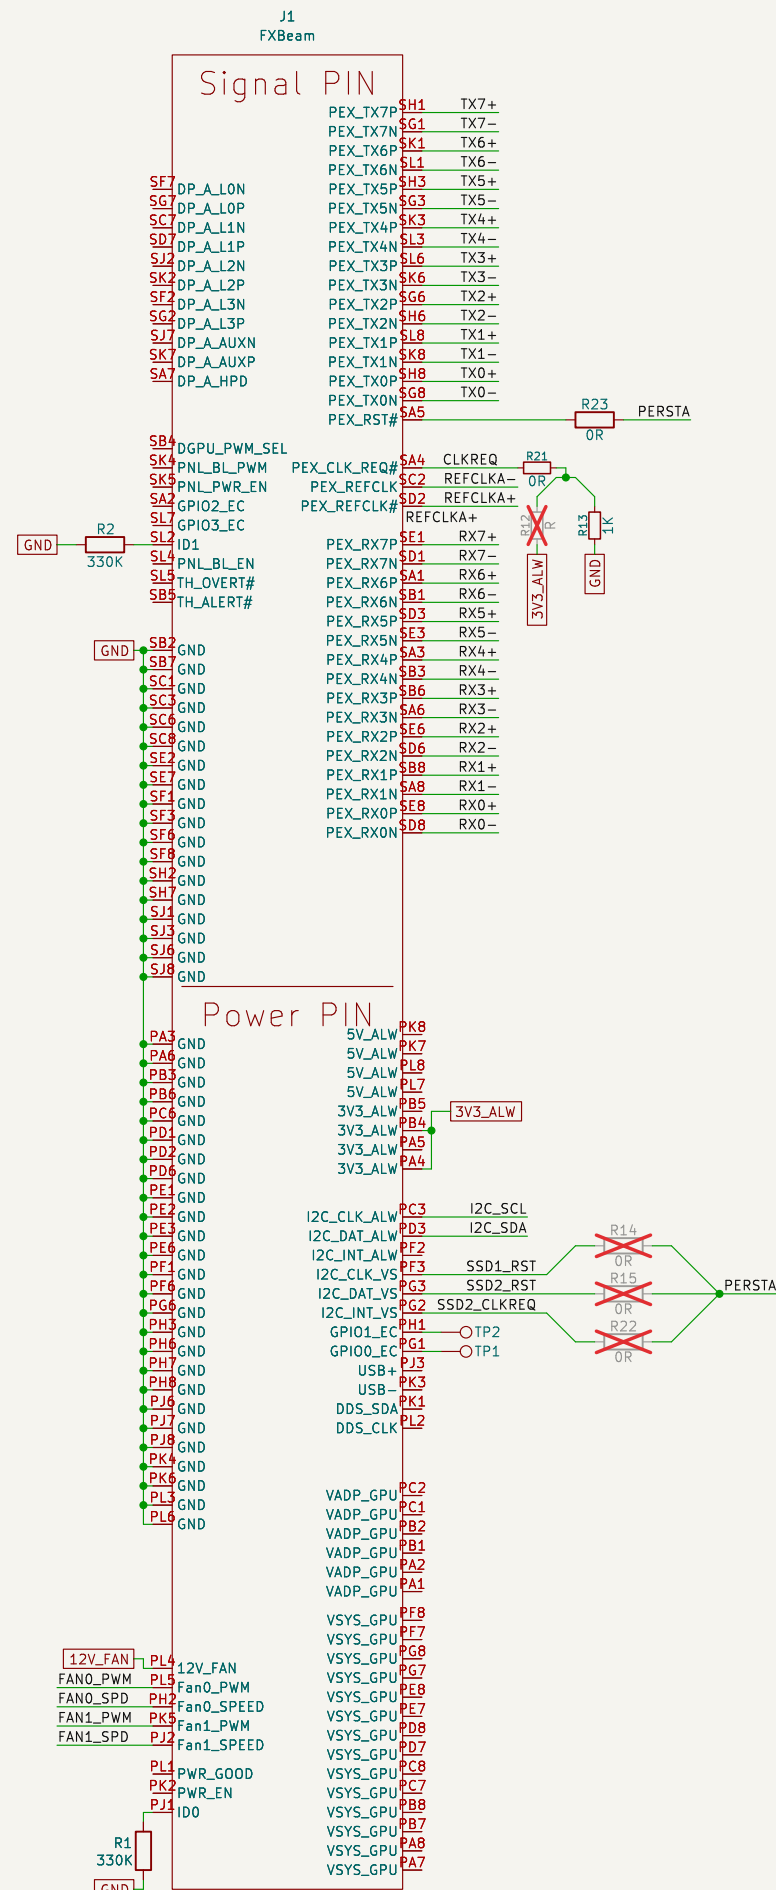 J1
FXBeam
Signal PIN
PEX_TX7P SH1 TX7+
PEX_TX7N SG1 TX7-
PEX_TX6P SK1 TX6+
PEX_TX6N SL1 TX6-
SF7 DP_A_L0N PEX_TX5P SH3 TX5+
SG7 DP_A_L0P PEX_TX5N SG3 TX5-
SC7 DP_A_L1N PEX_TX4P SK3 TX4+
SD7 DP_A_L1P PEX_TX4N SL3 TX4-
SJ2 DP_A_L2N PEX_TX3P SL6 TX3+
SK2 DP_A_L2P PEX_TX3N SK6 TX3-
SF2 DP_A_L3N PEX_TX2P SG6 TX2+
SG2 DP_A_L3P PEX_TX2N SH6 TX2-
SJ7 DP_A_AUXN PEX_TX1P SL8 TX1+
SK7 DP_A_AUXP PEX_TX1N SK8 TX1-
SA7 DP_A_HPD PEX_TX0P SH8 TX0+
PEX_TX0N SG8 TX0-
PEX_RST# SA5 R23 0R PERSTA
SB4 DGPU_PWM_SEL
SK4 PNL_BL_PWM PEX_CLK_REQ# SA4 CLKREQ R21 0R
SK5 PNL_PWR_EN PEX_REFCLK SC2 REFCLKA-
SA2 GPIO2_EC PEX_REFCLK# SD2 REFCLKA+
SL7 GPIO3_EC REFCLKA+ R12 R R13 1K
GND R2 330K SL2 ID1 PEX_RX7P SE1 RX7+
SL4 PNL_BL_EN PEX_RX7N SD1 RX7-
SL5 TH_OVERT# PEX_RX6P SA1 RX6+ 3V3_ALW GND
SB5 TH_ALERT# PEX_RX6N SB1 RX6-
PEX_RX5P SD3 RX5+
PEX_RX5N SE3 RX5-
GND SB2 GND PEX_RX4P SA3 RX4+
SB7 GND PEX_RX4N SB3 RX4-
SC1 GND PEX_RX3P SB6 RX3+
SC3 GND PEX_RX3N SA6 RX3-
SC6 GND PEX_RX2P SE6 RX2+
SC8 GND PEX_RX2N SD6 RX2-
SE2 GND PEX_RX1P SB8 RX1+
SE7 GND PEX_RX1N SA8 RX1-
SF1 GND PEX_RX0P SE8 RX0+
SF3 GND PEX_RX0N SD8 RX0-
SF6 GND
SF8 GND
SH2 GND
SH7 GND
SJ1 GND
SJ3 GND
SJ6 GND
SJ8 GND
Power PIN
5V_ALW PK8
PA3 GND 5V_ALW PK7
PA6 GND 5V_ALW PL8
PB3 GND 5V_ALW PL7
PB6 GND 3V3_ALW PB5 3V3_ALW
PC6 GND 3V3_ALW PB4
PD1 GND 3V3_ALW PA5
PD2 GND 3V3_ALW PA4
PD6 GND
PE1 GND
PE2 GND I2C_CLK_ALW PC3 I2C_SCL
PE3 GND I2C_DAT_ALW PD3 I2C_SDA
PE6 GND I2C_INT_ALW PF2 R14 0R
PF1 GND I2C_CLK_VS PF3 SSD1_RST
PF6 GND I2C_DAT_VS PG3 SSD2_RST R15 0R PERSTA
PG6 GND I2C_INT_VS PG2 SSD2_CLKREQ
PH3 GND GPIO1_EC PH1 TP2 R22 0R
PH6 GND GPIO0_EC PG1 TP1
PH7 GND USB+ PJ3
PH8 GND USB- PK3
PJ6 GND DDS_SDA PK1
PJ7 GND DDS_CLK PL2
PJ8 GND
PK4 GND
PK6 GND VADP_GPU PC2
PL3 GND VADP_GPU PC1
PL6 GND VADP_GPU PB2
VADP_GPU PB1
VADP_GPU PA2
VADP_GPU PA1
VSYS_GPU PF8
VSYS_GPU PF7
12V_FAN PL4 12V_FAN VSYS_GPU PG8
FAN0_PWM PL5 Fan0_PWM VSYS_GPU PG7
FAN0_SPD PH2 Fan0_SPEED VSYS_GPU PE8
FAN1_PWM PK5 Fan1_PWM VSYS_GPU PE7
FAN1_SPD PJ2 Fan1_SPEED VSYS_GPU PD8
VSYS_GPU PD7
PL1 PWR_GOOD VSYS_GPU PC8
PK2 PWR_EN VSYS_GPU PC7
PJ1 ID0 VSYS_GPU PB8
VSYS_GPU PB7
R1 330K VSYS_GPU PA8
VSYS_GPU PA7
GND